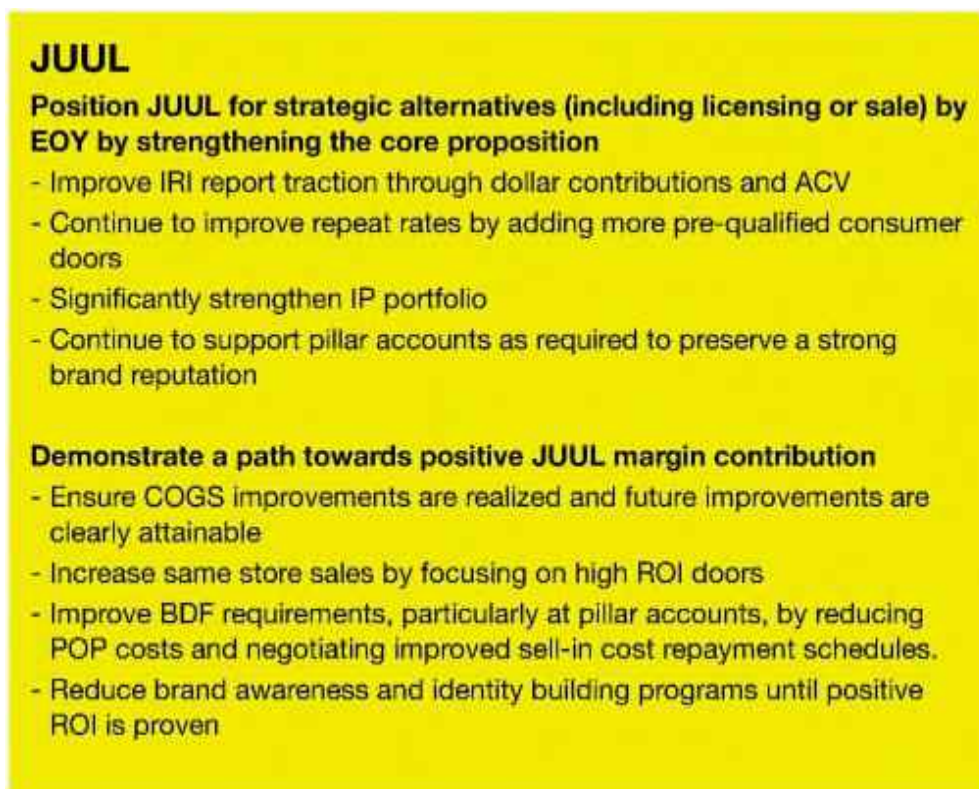 JUUL
Position JUUL for strategic alternatives (including licensing or sale) by
EOY by strengthening the core proposition
- Improve IRI report traction through dollar contributions and ACV
- Continue to improve repeat rates by adding more pre-qualified consumer
doors
- Significantly strengthen IP portfolio
- Continue to support pillar accounts as required to preserve a strong
brand reputation
Demonstrate a path towards positive JUUL margin contribution
- Ensure COGS improvements are realized and future improvements are
clearly attainable
- Increase same store sales by focusing on high ROI doors
- Improve BDF requirements, particularly at pillar accounts, by reducing
POP costs and negotiating improved sell-in cost repayment schedules.
- Reduce brand awareness and identity building programs until positive
ROI is proven